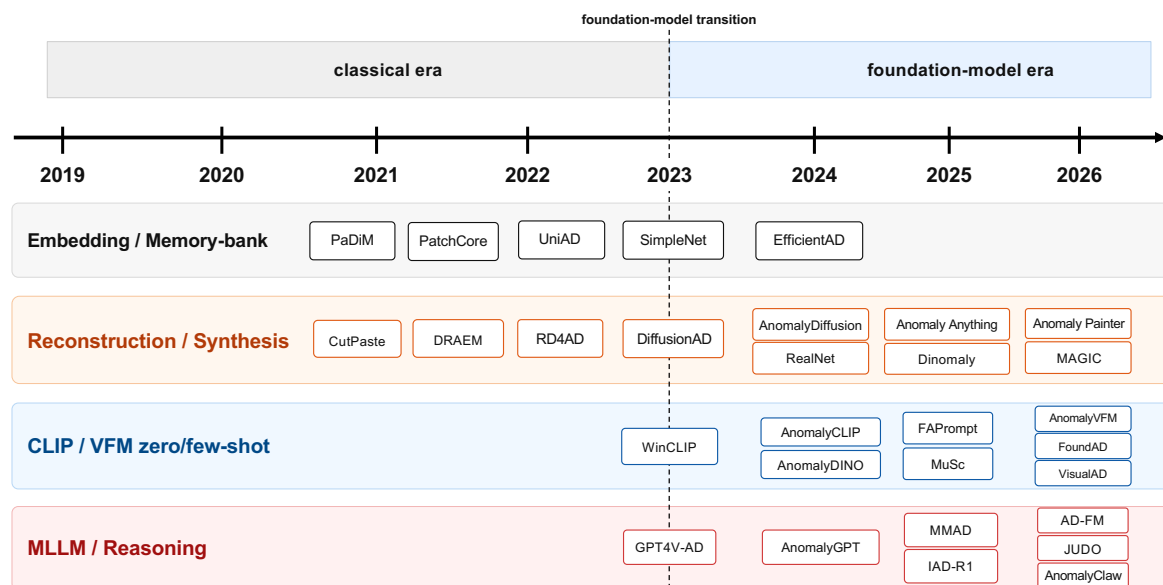 foundation-model transition
classical era
foundation-model era
2019 2020 2021 2022 2023 2024 2025 2026
Embedding / Memory-bank
PaDiM
PatchCore
UniAD
SimpleNet
EfficientAD
Reconstruction / Synthesis
CutPaste
DRAEM
RD4AD
DiffusionAD
AnomalyDiffusion
RealNet
Anomaly Anything
Dinomaly
Anomaly Painter
MAGIC
CLIP / VFM zero/few-shot
WinCLIP
AnomalyCLIP
AnomalyDINO
FAPrompt
MuSc
AnomalyVFM
FoundAD
VisualAD
MLLM / Reasoning
GPT4V-AD
AnomalyGPT
MMAD
IAD-R1
AD-FM
JUDO
AnomalyClaw